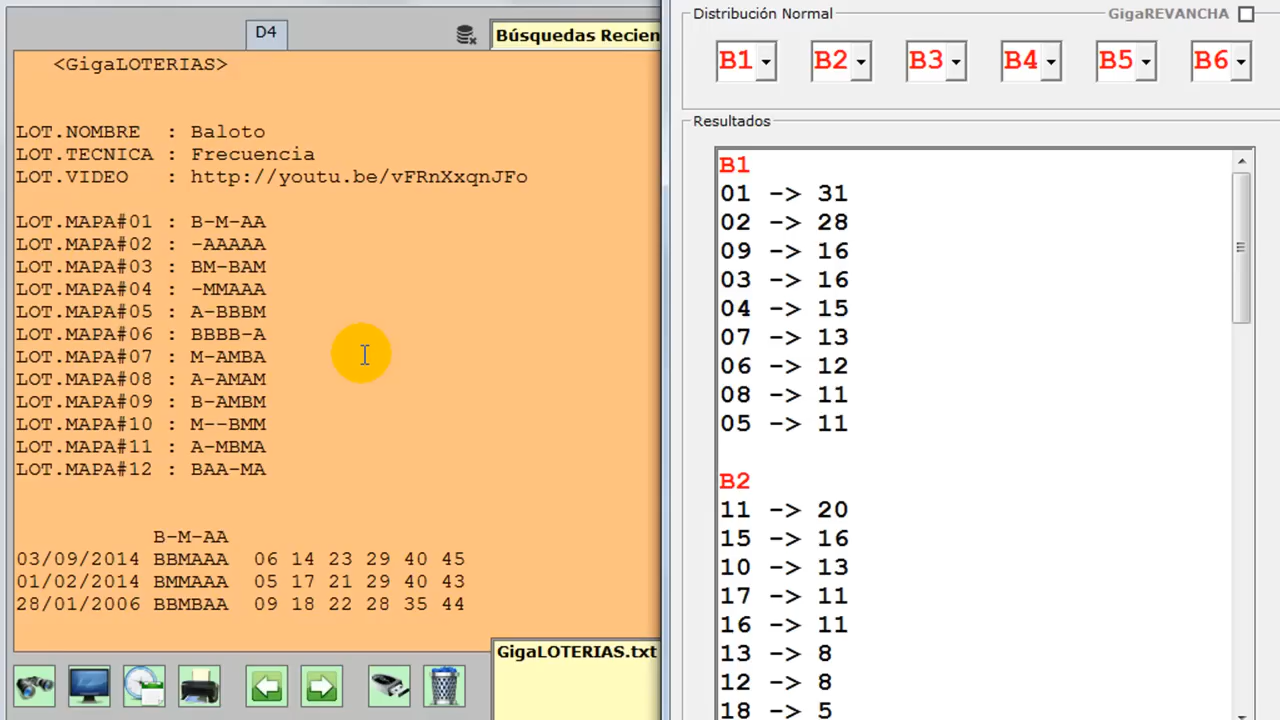 D4
Búsquedas Recien
<GigaLOTERIAS>
LOT.NOMBRE : Baloto
LOT.TECNICA : Frecuencia
LOT.VIDEO : http://youtu.be/vFRnXxqnJFo
LOT.MAPA#01 : B-M-AA
LOT.MAPA#02 : -AAAAA
LOT.MAPA#03 : BM-BAM
LOT.MAPA#04 : -MMAAA
LOT.MAPA#05 : A-BBBM
LOT.MAPA#06 : BBBB-A
LOT.MAPA#07 : M-AMBA
LOT.MAPA#08 : A-AMAM
LOT.MAPA#09 : B-AMBM
LOT.MAPA#10 : M--BMM
LOT.MAPA#11 : A-MBMA
LOT.MAPA#12 : BAA-MA
B-M-AA
03/09/2014 BBMAAA 06 14 23 29 40 45
01/02/2014 BMMAAA 05 17 21 29 40 43
28/01/2006 BBMBAA 09 18 22 28 35 44
GigaLOTERIAS.txt
Distribución Normal
GigaREVANCHA
B1 B2 B3 B4 B5 B6
Resultados
B1
01 -> 31
02 -> 28
09 -> 16
03 -> 16
04 -> 15
07 -> 13
06 -> 12
08 -> 11
05 -> 11
B2
11 -> 20
15 -> 16
10 -> 13
17 -> 11
16 -> 11
13 -> 8
12 -> 8
18 -> 5